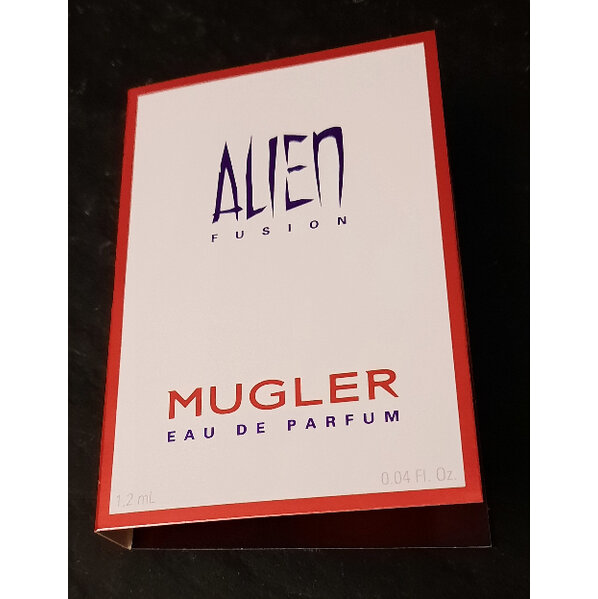 ALIEN
FUSION
MUGLER
EAU DE PARFUM
1.2 mL 0.04 Fl. Oz.